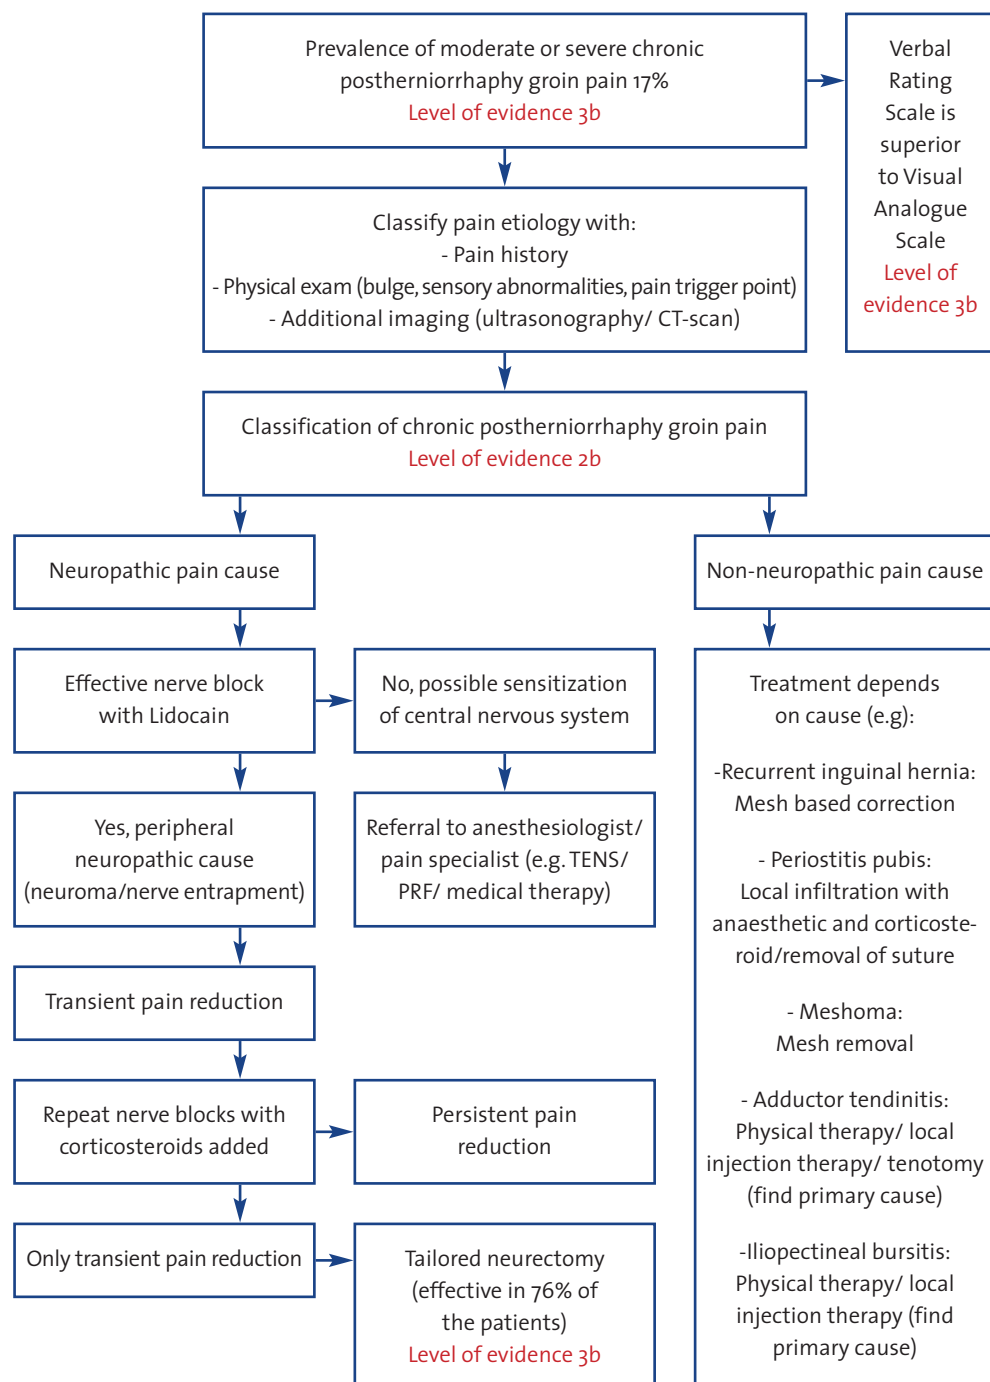 Prevalence of moderate or severe chronic
postherniorrhaphy groin pain 17%
Level of evidence 3b
Verbal
Rating
Scale is
superior
to Visual
Analogue
Scale
Level of
evidence 3b
Classify pain etiology with:
- Pain history
- Physical exam (bulge, sensory abnormalities, pain trigger point)
- Additional imaging (ultrasonography/ CT-scan)
Classification of chronic postherniorrhaphy groin pain
Level of evidence 2b
Neuropathic pain cause
Non-neuropathic pain cause
Effective nerve block
with Lidocain
No, possible sensitization
of central nervous system
Yes, peripheral
neuropathic cause
(neuroma/nerve entrapment)
Referral to anesthesiologist/
pain specialist (e.g. TENS/
PRF/ medical therapy)
Transient pain reduction
Repeat nerve blocks with
corticosteroids added
Persistent pain
reduction
Only transient pain reduction
Tailored neurectomy
(effective in 76% of
the patients)
Level of evidence 3b
Treatment depends
on cause (e.g):
-Recurrent inguinal hernia:
Mesh based correction
- Periostitis pubis:
Local infiltration with
anaesthetic and corticoste-
roid/removal of suture
- Meshoma:
Mesh removal
- Adductor tendinitis:
Physical therapy/ local
injection therapy/ tenotomy
(find primary cause)
-Iliopectineal bursitis:
Physical therapy/ local
injection therapy (find
primary cause)